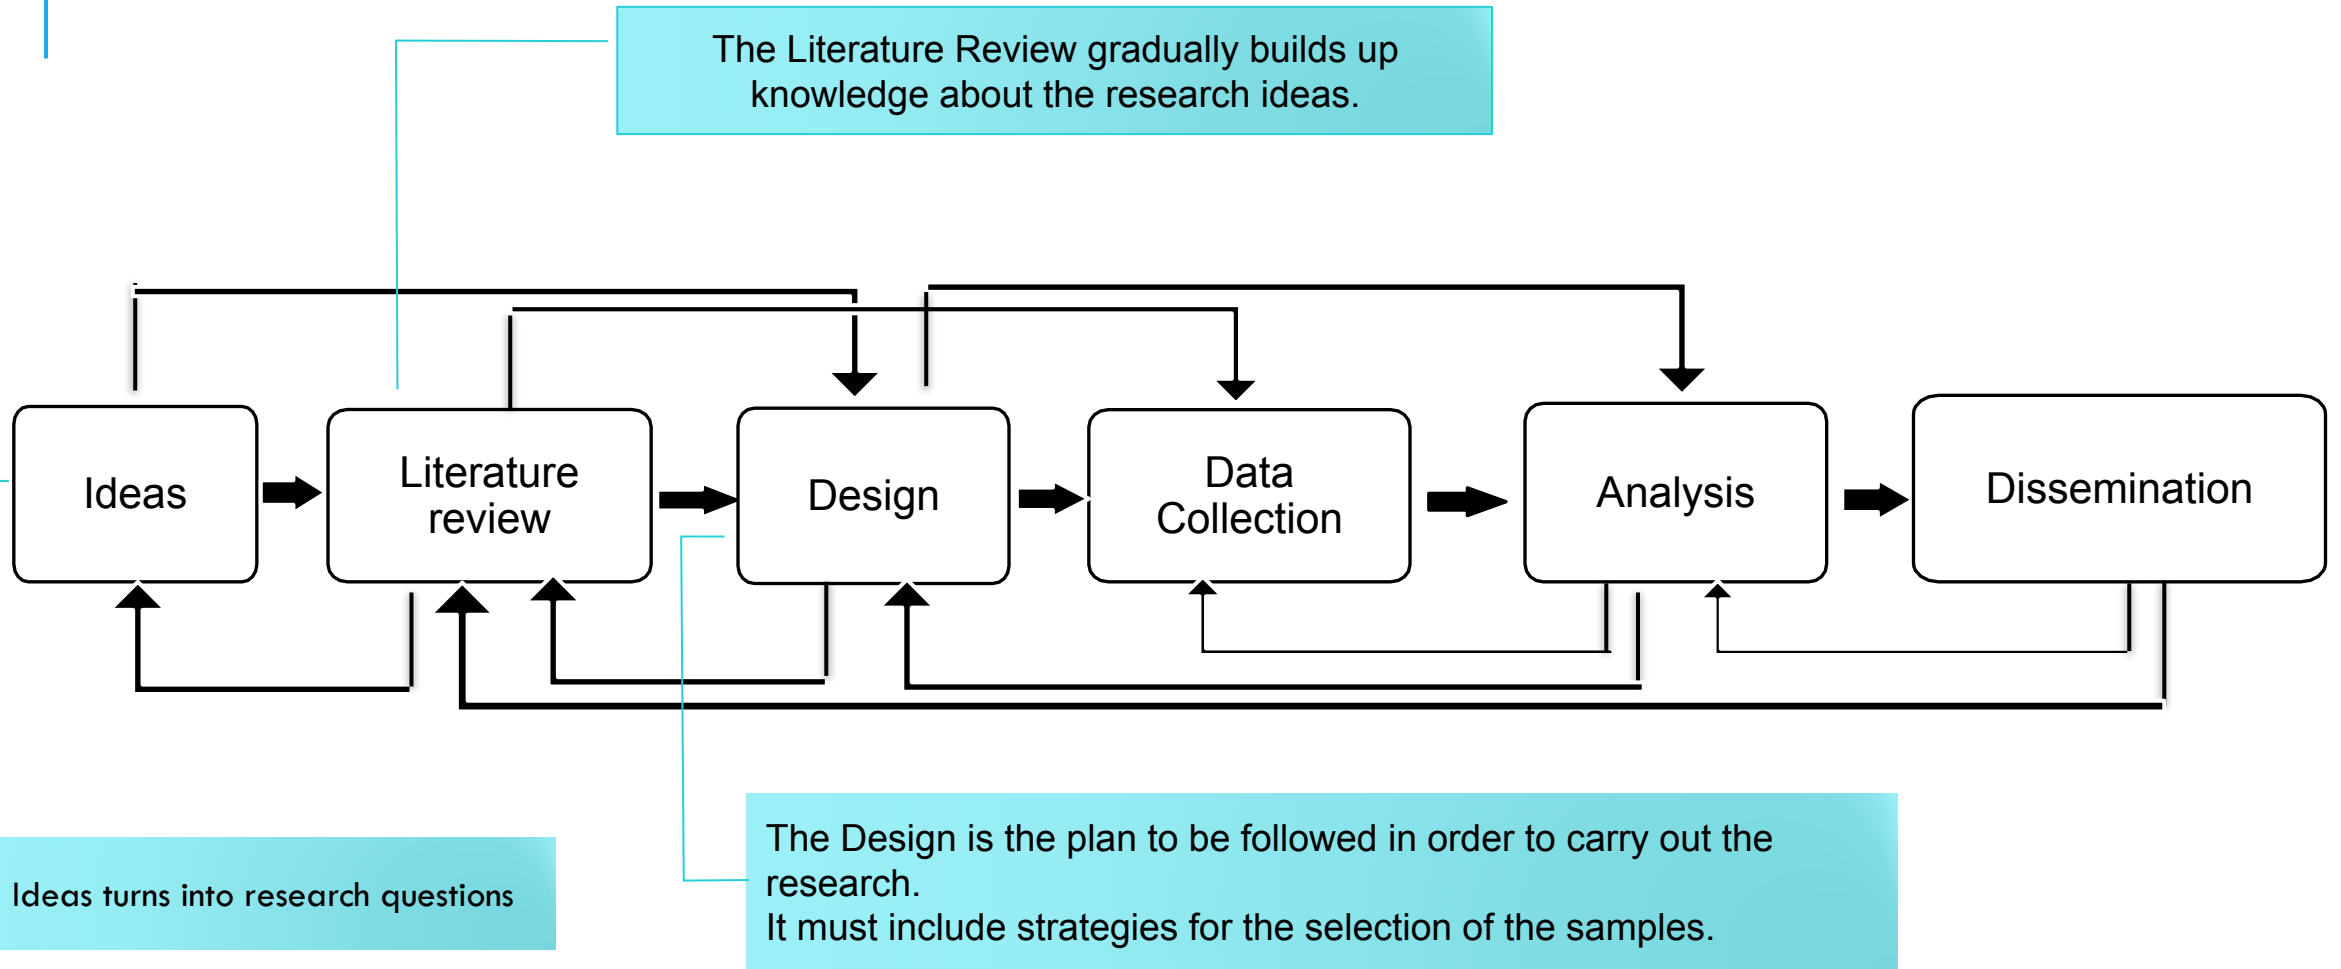 The Literature Review gradually builds up
knowledge about the research ideas.
Ideas
Literature
review
Design
Data
Collection
Analysis
Dissemination
Ideas turns into research questions
The Design is the plan to be followed in order to carry out the
research.
It must include strategies for the selection of the samples.